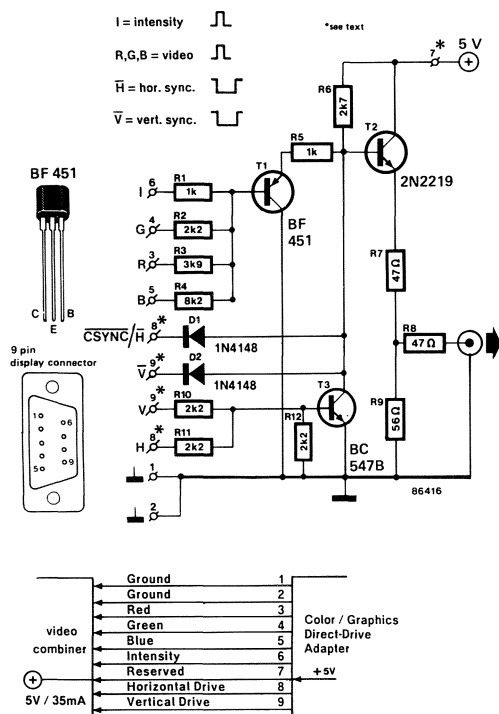 I = intensity
R,G,B = video
H̅ = hor. sync.
V̅ = vert. sync.
*see text
5 V
7 *
R6
2k7
T2
2N2219
R5
1k
T1
BF
451
BF 451
C E B
I 6 R1
1k
G 4 R2
2k2
R 3 R3
3k9
B 5 R4
8k2
C̅S̅Y̅N̅C̅/H̅ 8 * D1
1N4148
V̅ 9 * D2
1N4148
V 9 * R10
2k2
H 8 * R11
2k2
R12
2k2
T3
BC
547B
R7
47 Ω
R8
47 Ω
R9
56 Ω
1
2
86416
9 pin
display connector
1 6
5 9
video
combiner
5V / 35mA
Ground 1
Ground 2
Red 3
Green 4
Blue 5
Intensity 6
Reserved 7
Horizontal Drive 8
Vertical Drive 9
Color / Graphics
Direct-Drive
Adapter
+5V